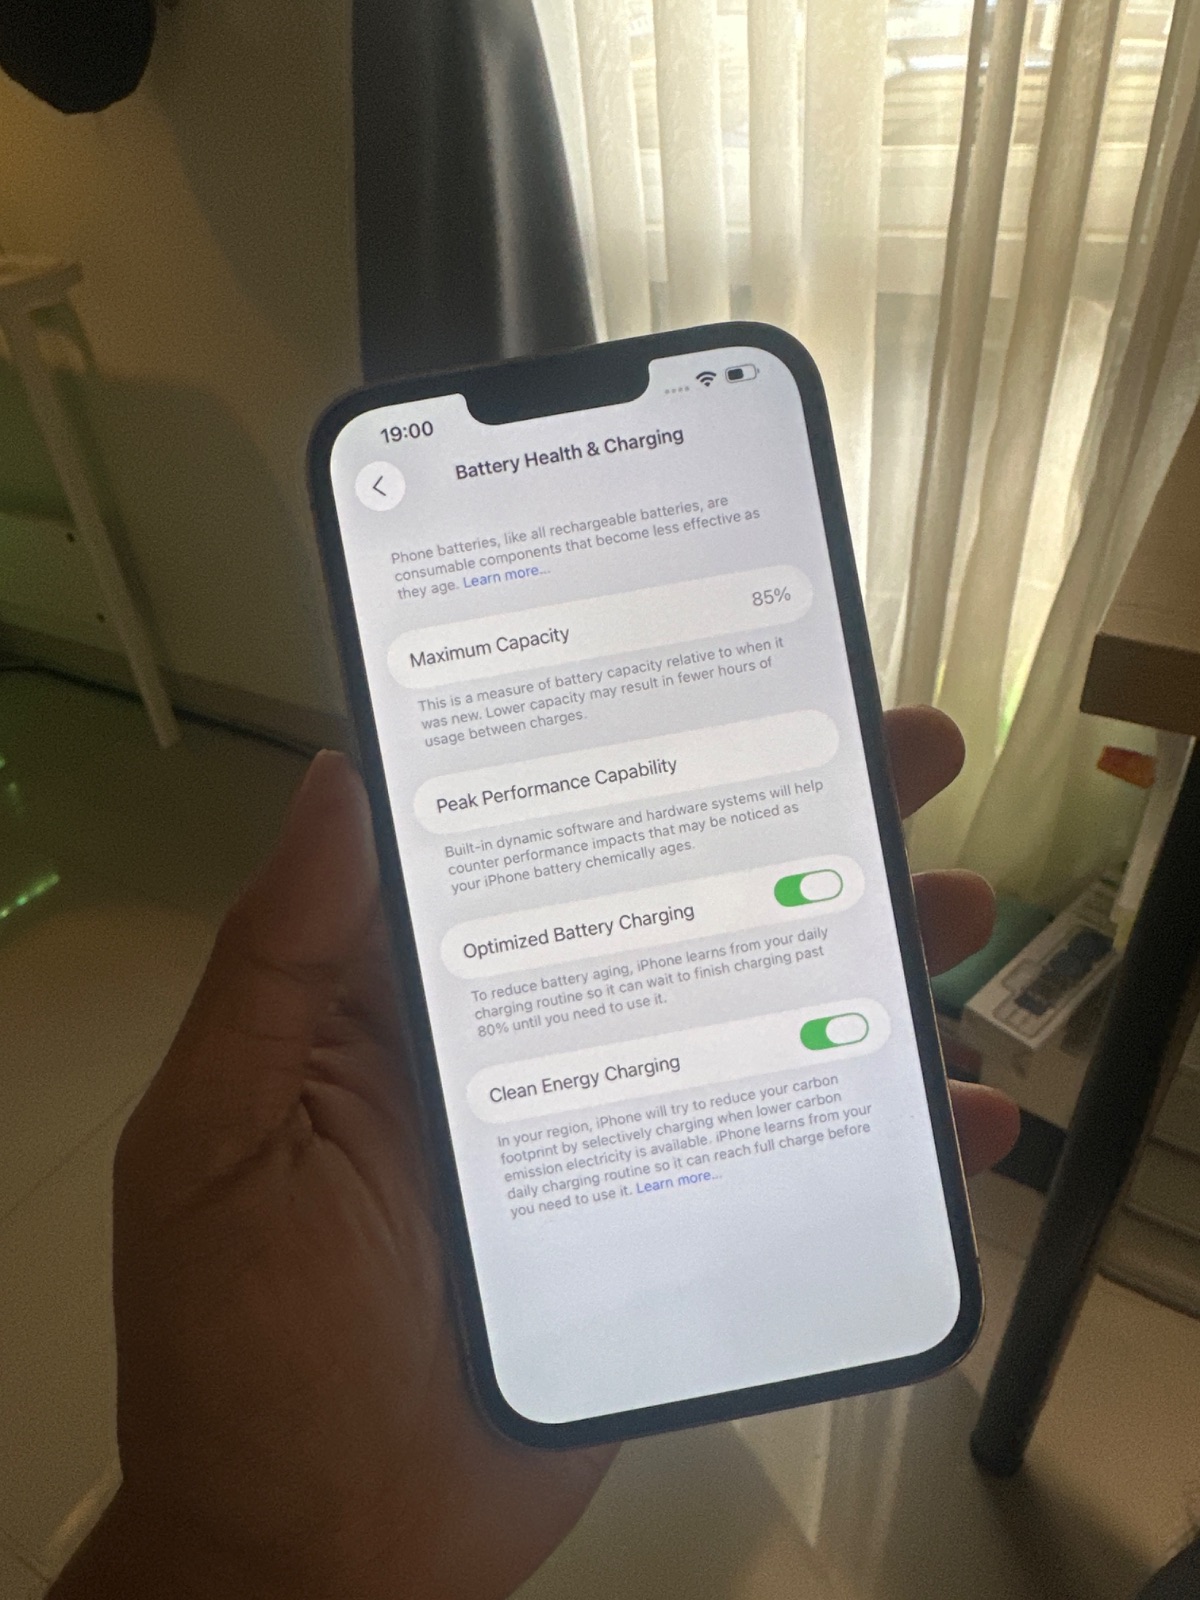 19:00
Battery Health & Charging
Phone batteries, like all rechargeable batteries, are
consumable components that become less effective as
they age. Learn more...
Maximum Capacity
85%
This is a measure of battery capacity relative to when it
was new. Lower capacity may result in fewer hours of
usage between charges.
Peak Performance Capability
Built-in dynamic software and hardware systems will help
counter performance impacts that may be noticed as
your iPhone battery chemically ages.
Optimized Battery Charging
To reduce battery aging, iPhone learns from your daily
charging routine so it can wait to finish charging past
80% until you need to use it.
Clean Energy Charging
In your region, iPhone will try to reduce your carbon
footprint by selectively charging when lower carbon
emission electricity is available. iPhone learns from your
daily charging routine so it can reach full charge before
you need to use it. Learn more...